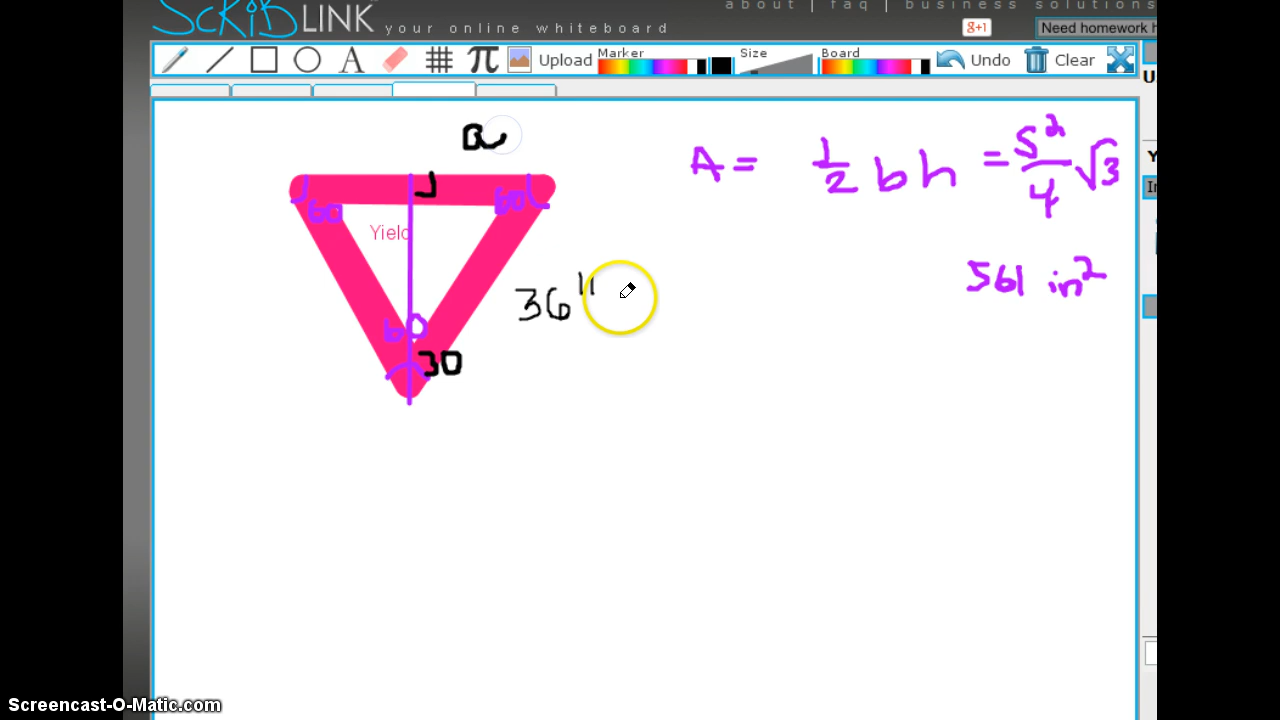 about | faq | business solutions
SCRiBLINK your online whiteboard
g+1
Need homework h
Upload Marker Size Board Undo Clear
U
a
A = 1/2 bh = S²/4 √3
60 60
Yield
561 in²
36"
60
30
Screencast-O-Matic.com